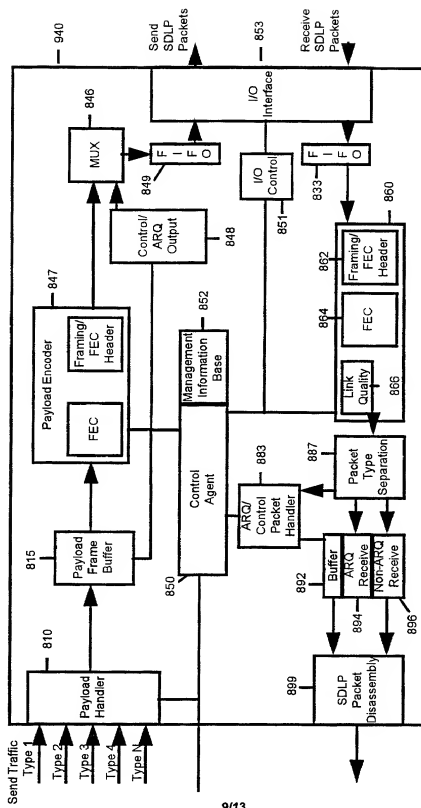 Send Traffic
Type 1
Type 2
Type 3
Type 4
Type N
810
Payload
Handler
815
Payload
Frame
Buffer
847
Payload Encoder
FEC
Framing/
FEC
Header
846
MUX
849
F I F O
Control/
ARQ
Output
848
940
Send
SDLP
Packets
853
I/O
Interface
Receive
SDLP
Packets
850
Control
Agent
852
Management
Information
Base
I/O
Control
851
F I F O
833
860
862
Framing/
FEC
Header
864
FEC
Link
Quality
866
887
Packet
Type
Separation
883
ARQ/
Control
Packet
Handler
892
Buffer
ARQ
Receive
894
Non-ARQ
Receive
896
899
SDLP
Packet
Disassembly
9/13